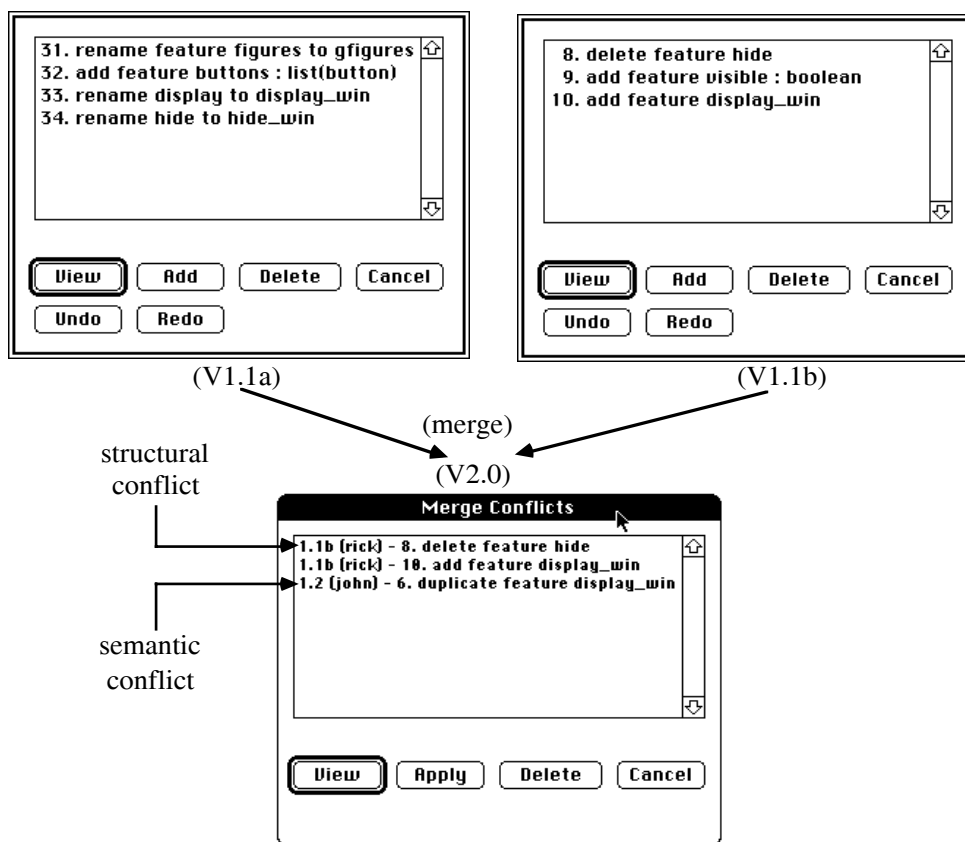 31. rename feature figures to gfigures
32. add feature buttons : list(button)
33. rename display to display_win
34. rename hide to hide_win
View Add Delete Cancel
Undo Redo
(V1.1a)
8. delete feature hide
9. add feature visible : boolean
10. add feature display_win
View Add Delete Cancel
Undo Redo
(V1.1b)
(merge)
(V2.0)
structural
conflict
semantic
conflict
Merge Conflicts
1.1b (rick) - 8. delete feature hide
1.1b (rick) - 10. add feature display_win
1.2 (john) - 6. duplicate feature display_win
View Apply Delete Cancel